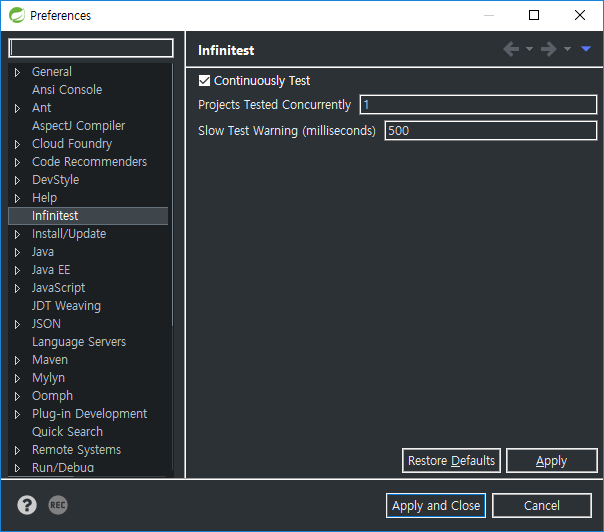 Preferences
Infinitest
General
Ansi Console
Ant
AspectJ Compiler
Cloud Foundry
Code Recommenders
DevStyle
Help
Infinitest
Install/Update
Java
Java EE
JavaScript
JDT Weaving
JSON
Language Servers
Maven
Mylyn
Oomph
Plug-in Development
Quick Search
Remote Systems
Run/Debug
Continuously Test
Projects Tested Concurrently 1
Slow Test Warning (milliseconds) 500
Restore Defaults Apply
? REC Apply and Close Cancel